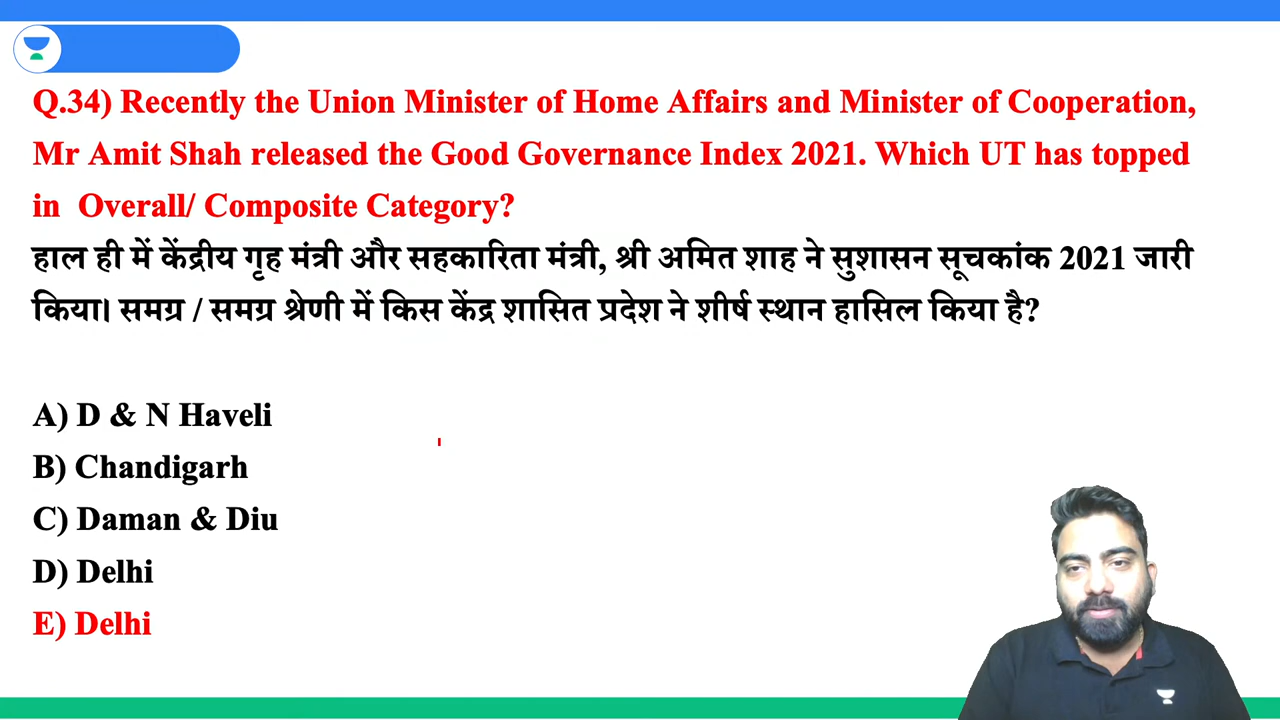 Q.34) Recently the Union Minister of Home Affairs and Minister of Cooperation,
Mr Amit Shah released the Good Governance Index 2021. Which UT has topped
in Overall/ Composite Category?
हाल ही में केंद्रीय गृह मंत्री और सहकारिता मंत्री, श्री अमित शाह ने सुशासन सूचकांक 2021 जारी
किया। समग्र / समग्र श्रेणी में किस केंद्र शासित प्रदेश ने शीर्ष स्थान हासिल किया है?
A) D & N Haveli
B) Chandigarh
C) Daman & Diu
D) Delhi
E) Delhi